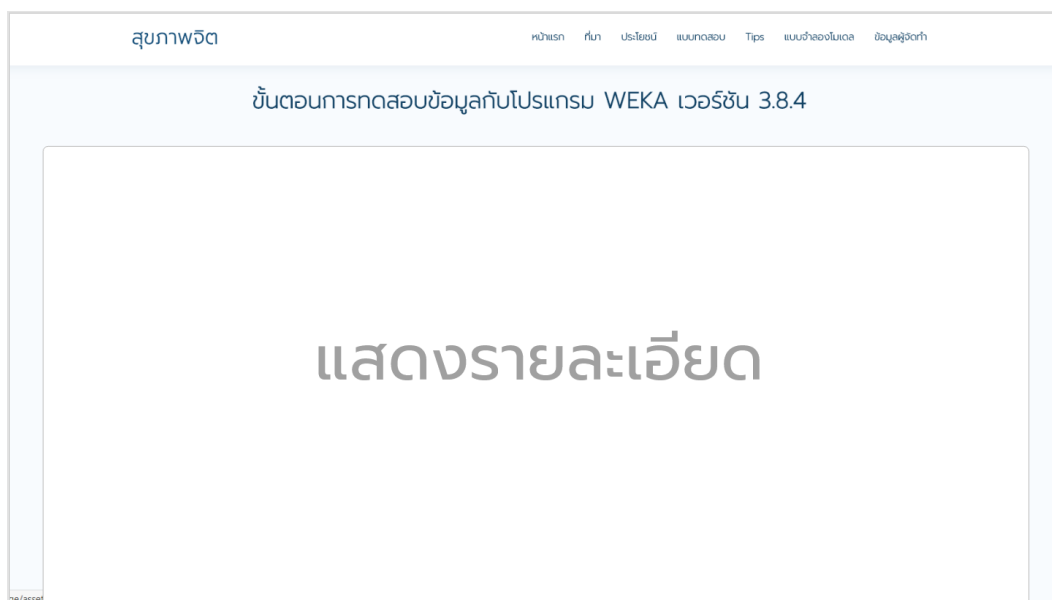 สุขภาพจิต
หน้าแรก ที่มา ประโยชน์ แบบทดสอบ Tips แบบจำลองโมเดล ข้อมูลผู้จัดทำ
ขั้นตอนการทดสอบข้อมูลกับโปรแกรม WEKA เวอร์ชัน 3.8.4
แสดงรายละเอียด